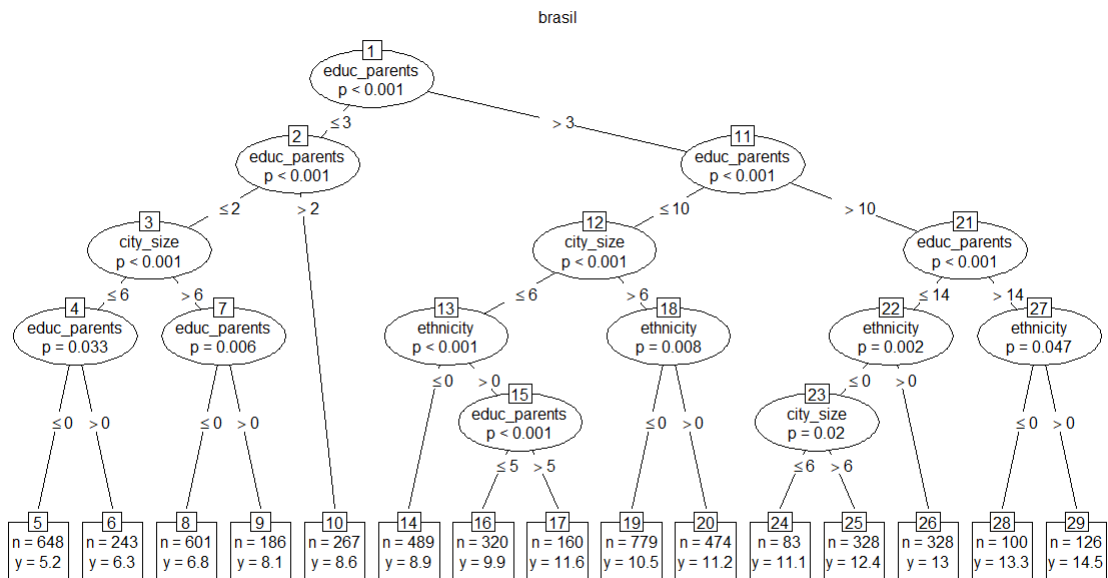 brasil
1
educ_parents
p < 0.001
≤ 3
> 3
2
educ_parents
p < 0.001
11
educ_parents
p < 0.001
≤ 2
> 2
≤ 10
> 10
3
city_size
p < 0.001
12
city_size
p < 0.001
21
educ_parents
p < 0.001
≤ 6
> 6
≤ 6
> 6
≤ 14
> 14
4
educ_parents
p = 0.033
7
educ_parents
p = 0.006
13
ethnicity
p < 0.001
18
ethnicity
p = 0.008
22
ethnicity
p = 0.002
27
ethnicity
p = 0.047
≤ 0
> 0
≤ 0
> 0
≤ 0
> 0
≤ 0
> 0
≤ 0
> 0
≤ 0
> 0
15
educ_parents
p < 0.001
23
city_size
p = 0.02
≤ 5
> 5
≤ 6
> 6
5
n = 648
y = 5.2
6
n = 243
y = 6.3
8
n = 601
y = 6.8
9
n = 186
y = 8.1
10
n = 267
y = 8.6
14
n = 489
y = 8.9
16
n = 320
y = 9.9
17
n = 160
y = 11.6
19
n = 779
y = 10.5
20
n = 474
y = 11.2
24
n = 83
y = 11.1
25
n = 328
y = 12.4
26
n = 328
y = 13
28
n = 100
y = 13.3
29
n = 126
y = 14.5